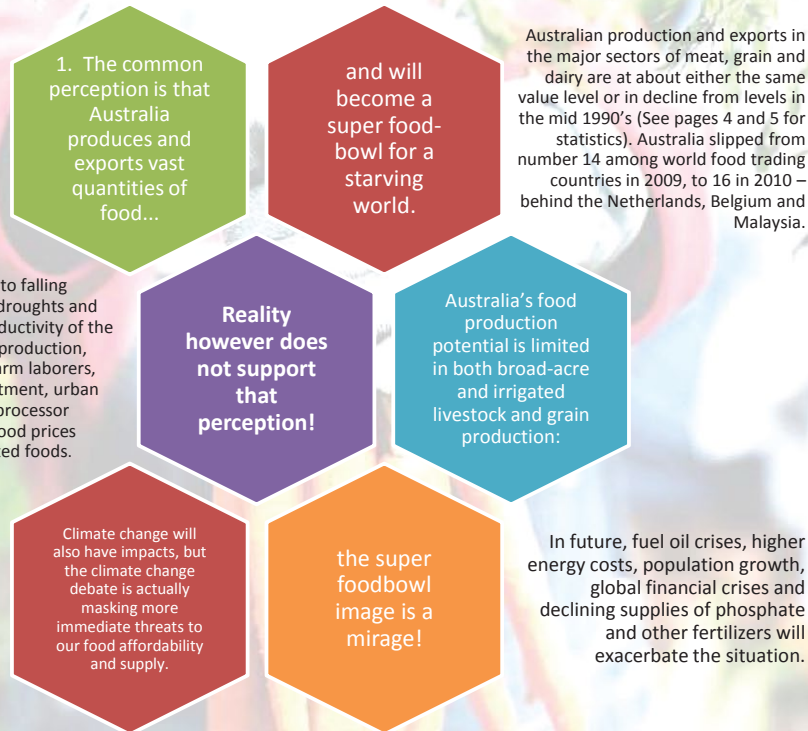 1. The common
perception is that
Australia
produces and
exports vast
quantities of
food...
and will
become a
super food-
bowl for a
starving
world.
Australian production and exports in
the major sectors of meat, grain and
dairy are at about either the same
value level or in decline from levels in
the mid 1990's (See pages 4 and 5 for
statistics). Australia slipped from
number 14 among world food trading
countries in 2009, to 16 in 2010 –
behind the Netherlands, Belgium and
Malaysia.
to falling
droughts and
of the
production,
laborers,
urban
processor
prices
foods.
Reality
however does
not support
that
perception!
Australia's food
production
potential is limited
in both broad-acre
and irrigated
livestock and grain
production:
Climate change will
also have impacts, but
the climate change
debate is actually
masking more
immediate threats to
our food affordability
and supply.
the super
foodbowl
image is a
mirage!
In future, fuel oil crises, higher
energy costs, population growth,
global financial crises and
declining supplies of phosphate
and other fertilizers will
exacerbate the situation.